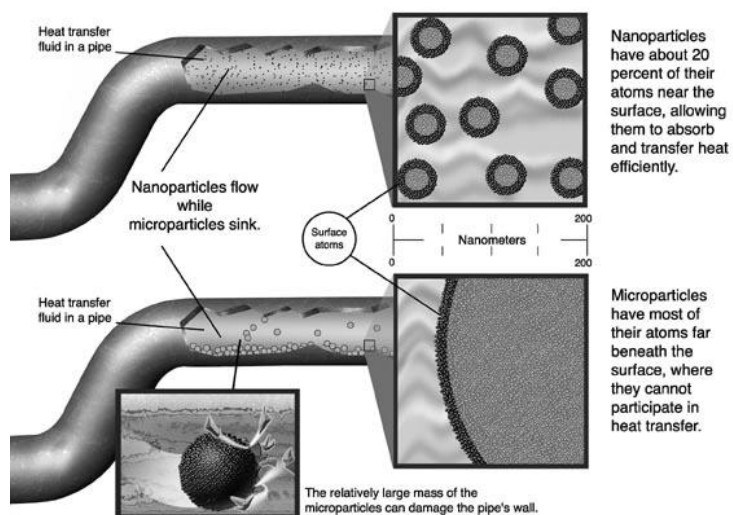 Heat transfer
fluid in a pipe
Nanoparticles
have about 20
percent of their
atoms near the
surface, allowing
them to absorb
and transfer heat
efficiently.
Nanoparticles flow
while
microparticles sink.
Surface
atoms
0
200
Nanometers
0
200
Heat transfer
fluid in a pipe
Microparticles
have most of
their atoms far
beneath the
surface, where
they cannot
participate in
heat transfer.
The relatively large mass of the
microparticles can damage the pipe's wall.